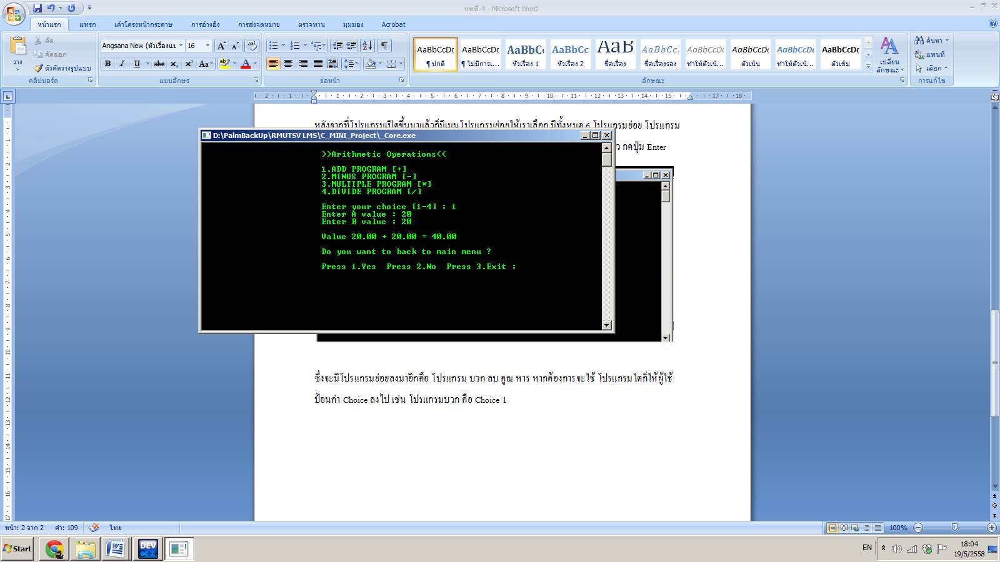 บทที่-4 - Microsoft Word
หน้าแรก แทรก เค้าโครงหน้ากระดาษ การอ้างอิง การส่งจดหมาย ตรวจทาน มุมมอง Acrobat
วาง
ตัด
คัดลอก
ตัวคัดวางรูปแบบ
คลิปบอร์ด
Angsana New (หัวเรื่องแบ 16
แบบอักษร
ย่อหน้า
AaBbCcDc AaBbCcDc AaBbC AaBbCc AaB AaBbCc. AaBbCcDc AaBbCcDc AaBbCcDc AaBbCcDc
¶ ปกติ ¶ ไม่มีการเ... หัวเรื่อง 1 หัวเรื่อง 2 ชื่อเรื่อง ชื่อเรื่องรอง ทำให้ตัวเน้... ตัวเน้น ทำให้ตัวเน้... ตัวเข้ม
เปลี่ยน
ลักษณะ
ลักษณะ
ค้นหา
แทนที่
เลือก
การแก้ไข
หลังจากที่โปรแกรมเปิดขึ้นมาแล้วก็มีเมนูโปรแกรมย่อยให้เราเลือก มีทั้งหมด 6 โปรแกรมย่อย โปรแกรม
ว กดปุ่ม Enter
D:\PalmBackUp\RMUTSV LMS\C_MINI_Project\_Core.exe
>>Arithmetic Operations<<
1.ADD PROGRAM [+]
2.MINUS PROGRAM [-]
3.MULTIPLE PROGRAM [*]
4.DIVIDE PROGRAM [/]
Enter your choice [1-4] : 1
Enter A value : 20
Enter B value : 20
Value 20.00 + 20.00 = 40.00
Do you want to back to main menu ?
Press 1.Yes Press 2.No Press 3.Exit :
ซึ่งจะมีโปรแกรมย่อยลงมาอีกคือ โปรแกรม บวก ลบ คูณ หาร หากต้องการจะใช้ โปรแกรมใดก็ให้ผู้ใช้
ป้อนค่า Choice ลงไป เช่น โปรแกรมบวก คือ Choice 1
หน้า: 2 จาก 2 คำ: 109 ไทย 100%
Start
DEV C++
EN
18:04
19/5/2558